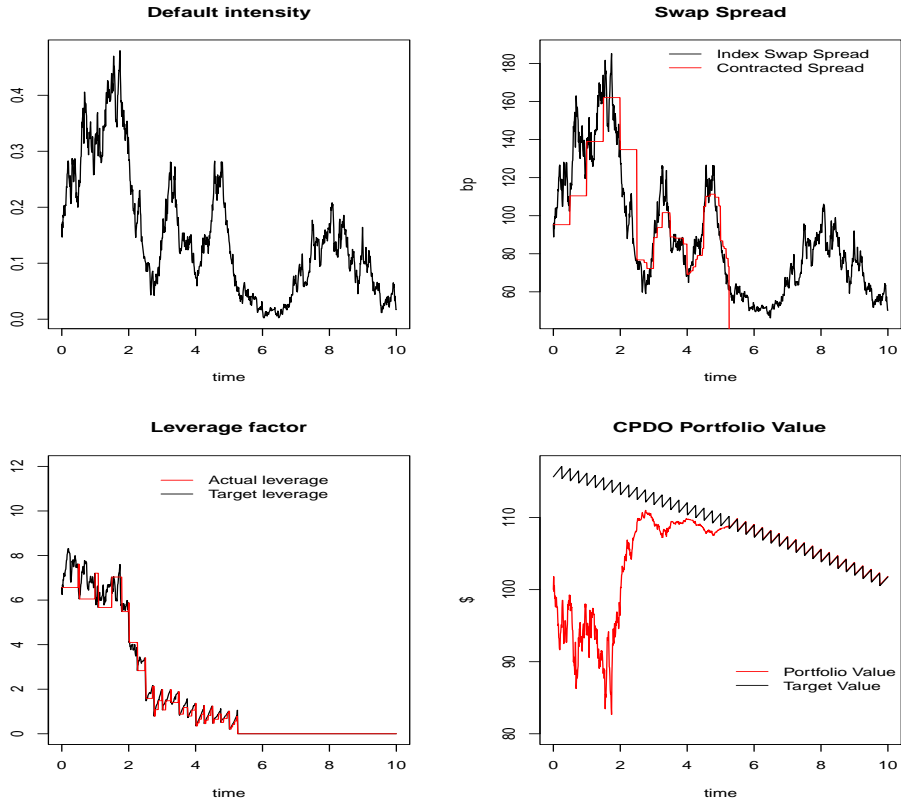 Default intensity
0.0 0.1 0.2 0.3 0.4
0 2 4 6 8 10
time
Swap Spread
Index Swap Spread
Contracted Spread
bp
60 80 100 120 140 160 180
0 2 4 6 8 10
time
Leverage factor
Actual leverage
Target leverage
0 2 4 6 8 10 12
0 2 4 6 8 10
time
CPDO Portfolio Value
$
80 90 100 110
Portfolio Value
Target Value
0 2 4 6 8 10
time